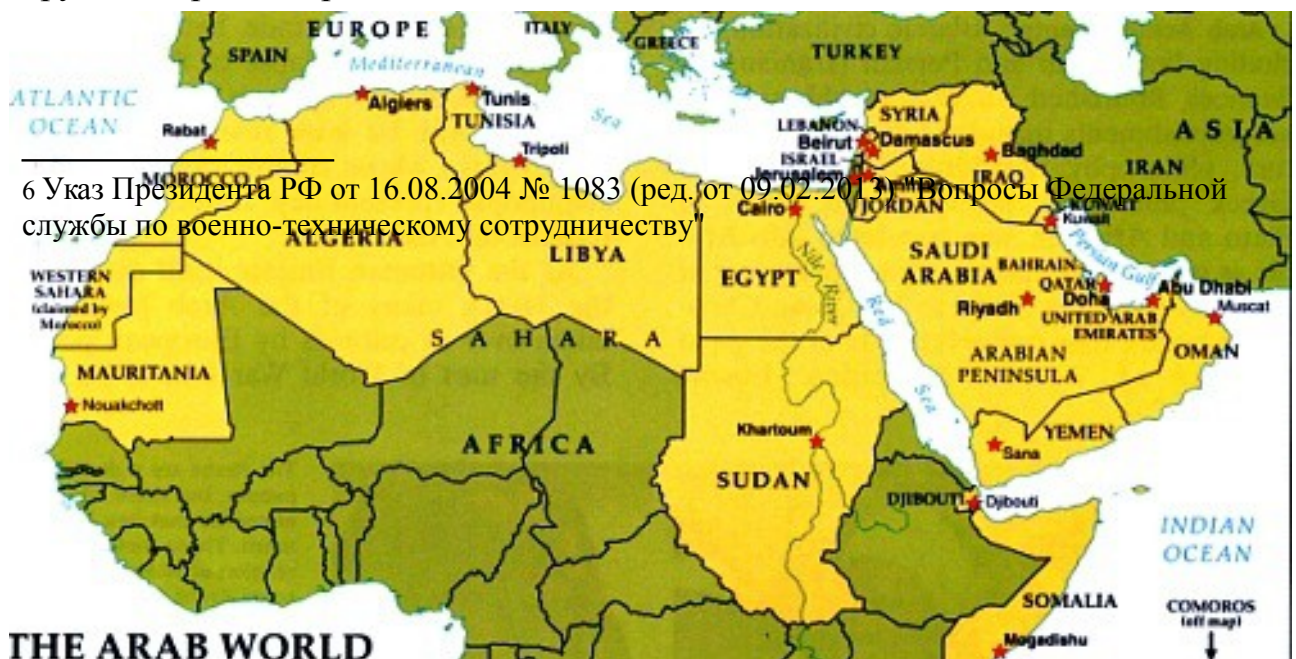 EUROPE
ITALY
SPAIN
GREECE
TURKEY
Mediterranean
ATLANTIC
OCEAN
Algiers
Tunis
TUNISIA
Sea
SYRIA
LEBANON
Beirut
Damascus
ASIA
Rabat
Tripoli
ISRAEL
Jerusalem
Baghdad
IRAN
MOROCCO
IRAQ
6 Указ Президента РФ от 16.08.2004 № 1083 (ред. от 09.02.2013) "Вопросы Федеральной
службы по военно-техническому сотрудничеству"
Cairo
JORDAN
KUWAIT
Kuwait
ALGERIA
LIBYA
EGYPT
Nile
River
SAUDI
ARABIA
BAHRAIN
Persian Gulf
WESTERN
SAHARA
(claimed by
Morocco)
QATAR
Doha
Abu Dhabi
Riyadh
Muscat
UNITED ARAB
EMIRATES
Red
Sea
SAHARA
OMAN
MAURITANIA
ARABIAN
PENINSULA
Nouakchott
AFRICA
Khartoum
YEMEN
Sana
SUDAN
DJIBOUTI
Djibouti
INDIAN
OCEAN
SOMALIA
COMOROS
(off map)
Mogadishu
THE ARAB WORLD